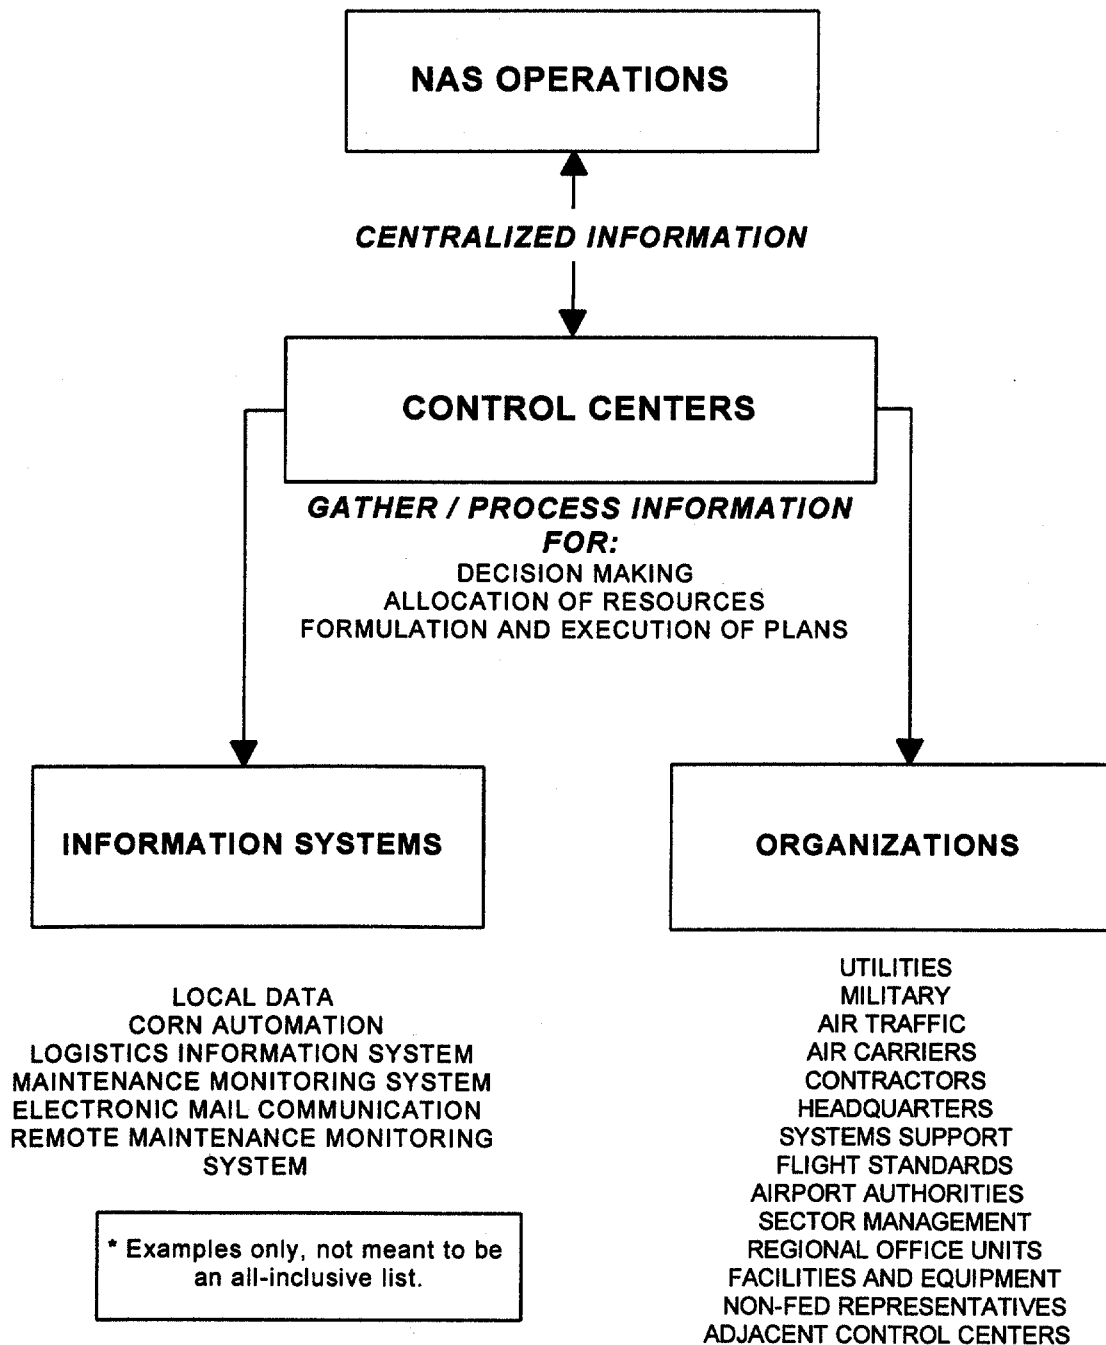 NAS OPERATIONS
CENTRALIZED INFORMATION
CONTROL CENTERS
GATHER / PROCESS INFORMATION
FOR:
DECISION MAKING
ALLOCATION OF RESOURCES
FORMULATION AND EXECUTION OF PLANS
INFORMATION SYSTEMS
LOCAL DATA
CORN AUTOMATION
LOGISTICS INFORMATION SYSTEM
MAINTENANCE MONITORING SYSTEM
ELECTRONIC MAIL COMMUNICATION
REMOTE MAINTENANCE MONITORING
SYSTEM
* Examples only, not meant to be
an all-inclusive list.
ORGANIZATIONS
UTILITIES
MILITARY
AIR TRAFFIC
AIR CARRIERS
CONTRACTORS
HEADQUARTERS
SYSTEMS SUPPORT
FLIGHT STANDARDS
AIRPORT AUTHORITIES
SECTOR MANAGEMENT
REGIONAL OFFICE UNITS
FACILITIES AND EQUIPMENT
NON-FED REPRESENTATIVES
ADJACENT CONTROL CENTERS